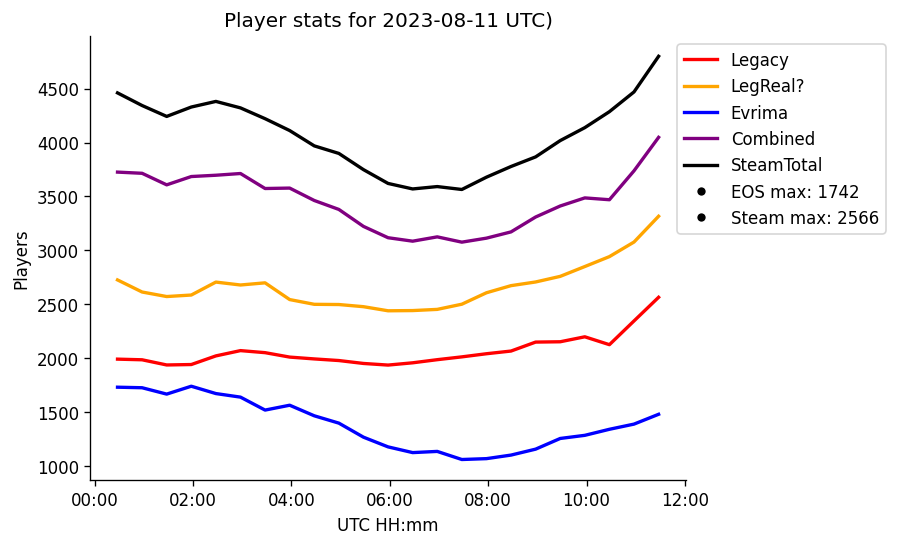 Player stats for 2023-08-11 UTC)
Players
4500
4000
3500
3000
2500
2000
1500
1000
00:00 02:00 04:00 06:00 08:00 10:00 12:00
UTC HH:mm
Legacy
LegReal?
Evrima
Combined
SteamTotal
EOS max: 1742
Steam max: 2566